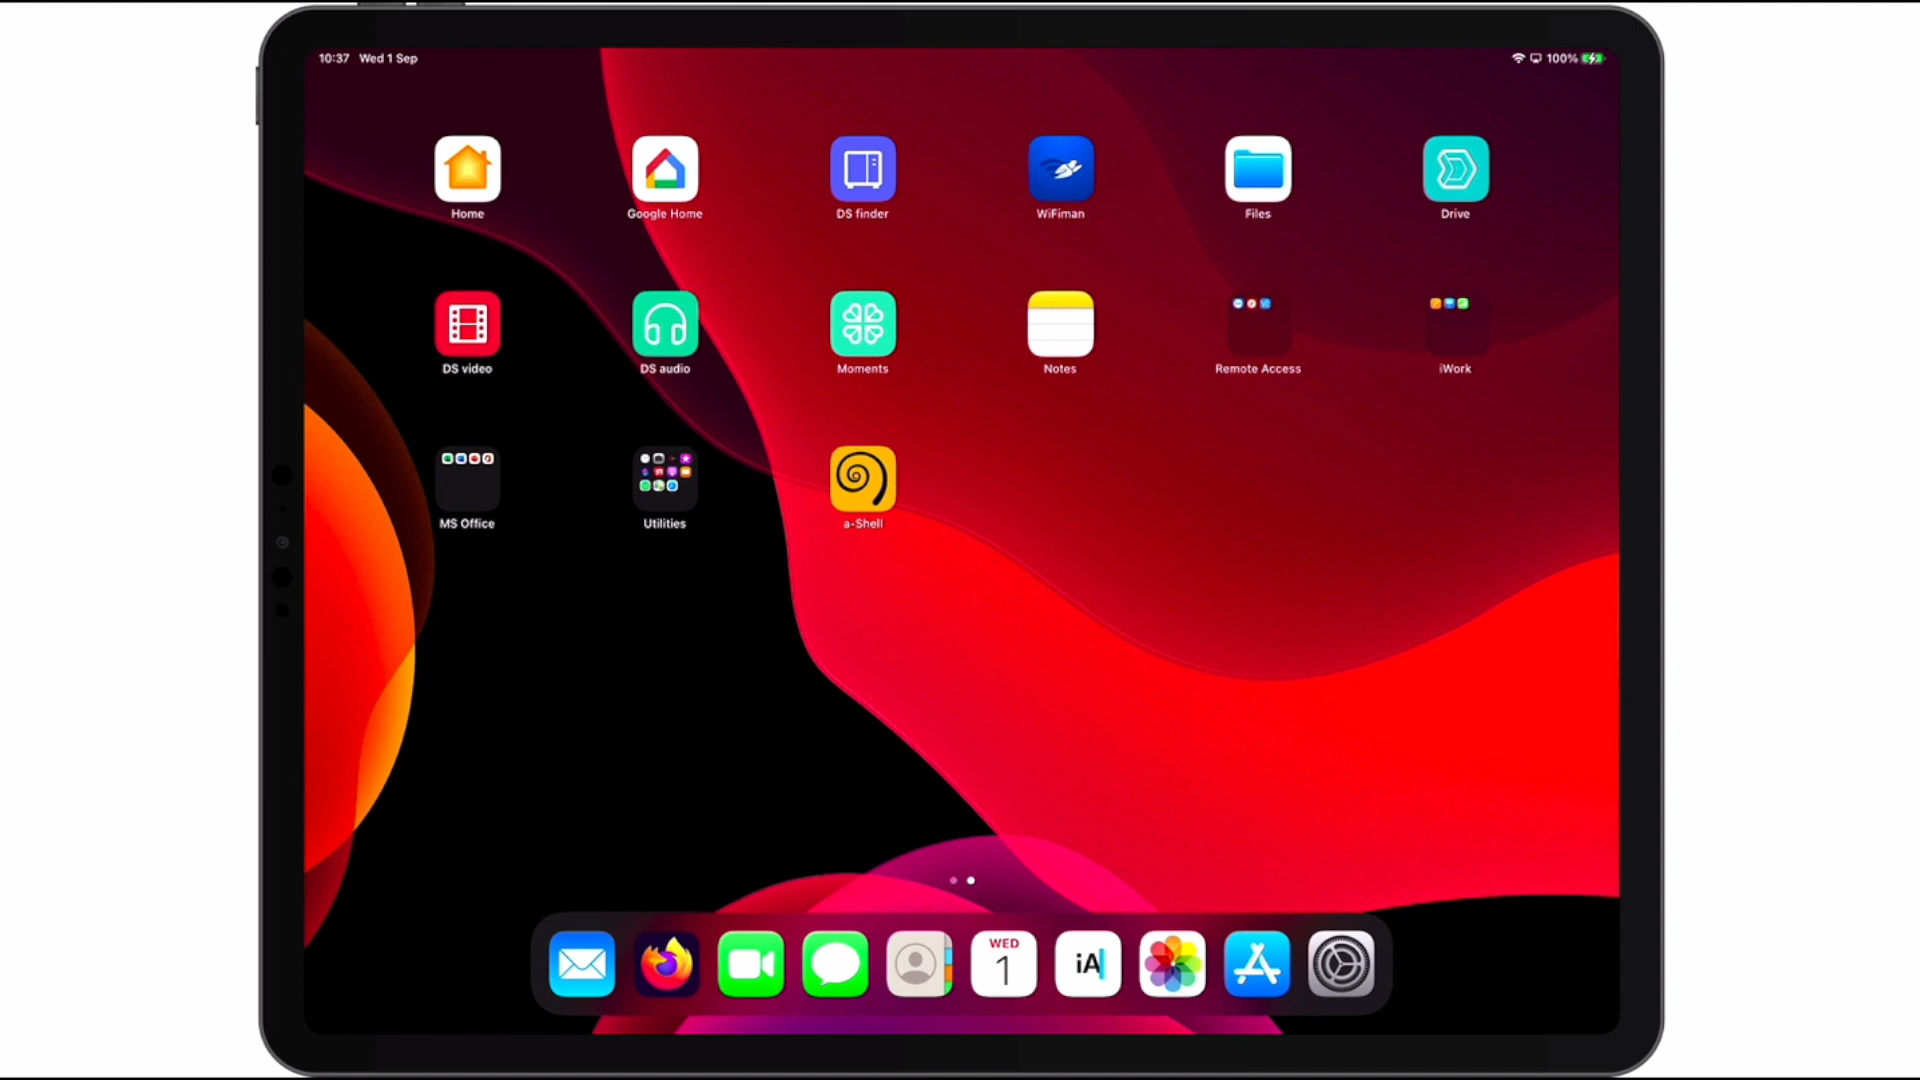 10:37 Wed 1 Sep
100%
Home
Google Home
DS finder
WiFiman
Files
Drive
DS video
DS audio
Moments
Notes
Remote Access
iWork
MS Office
Utilities
a-Shell
WED
1
iA